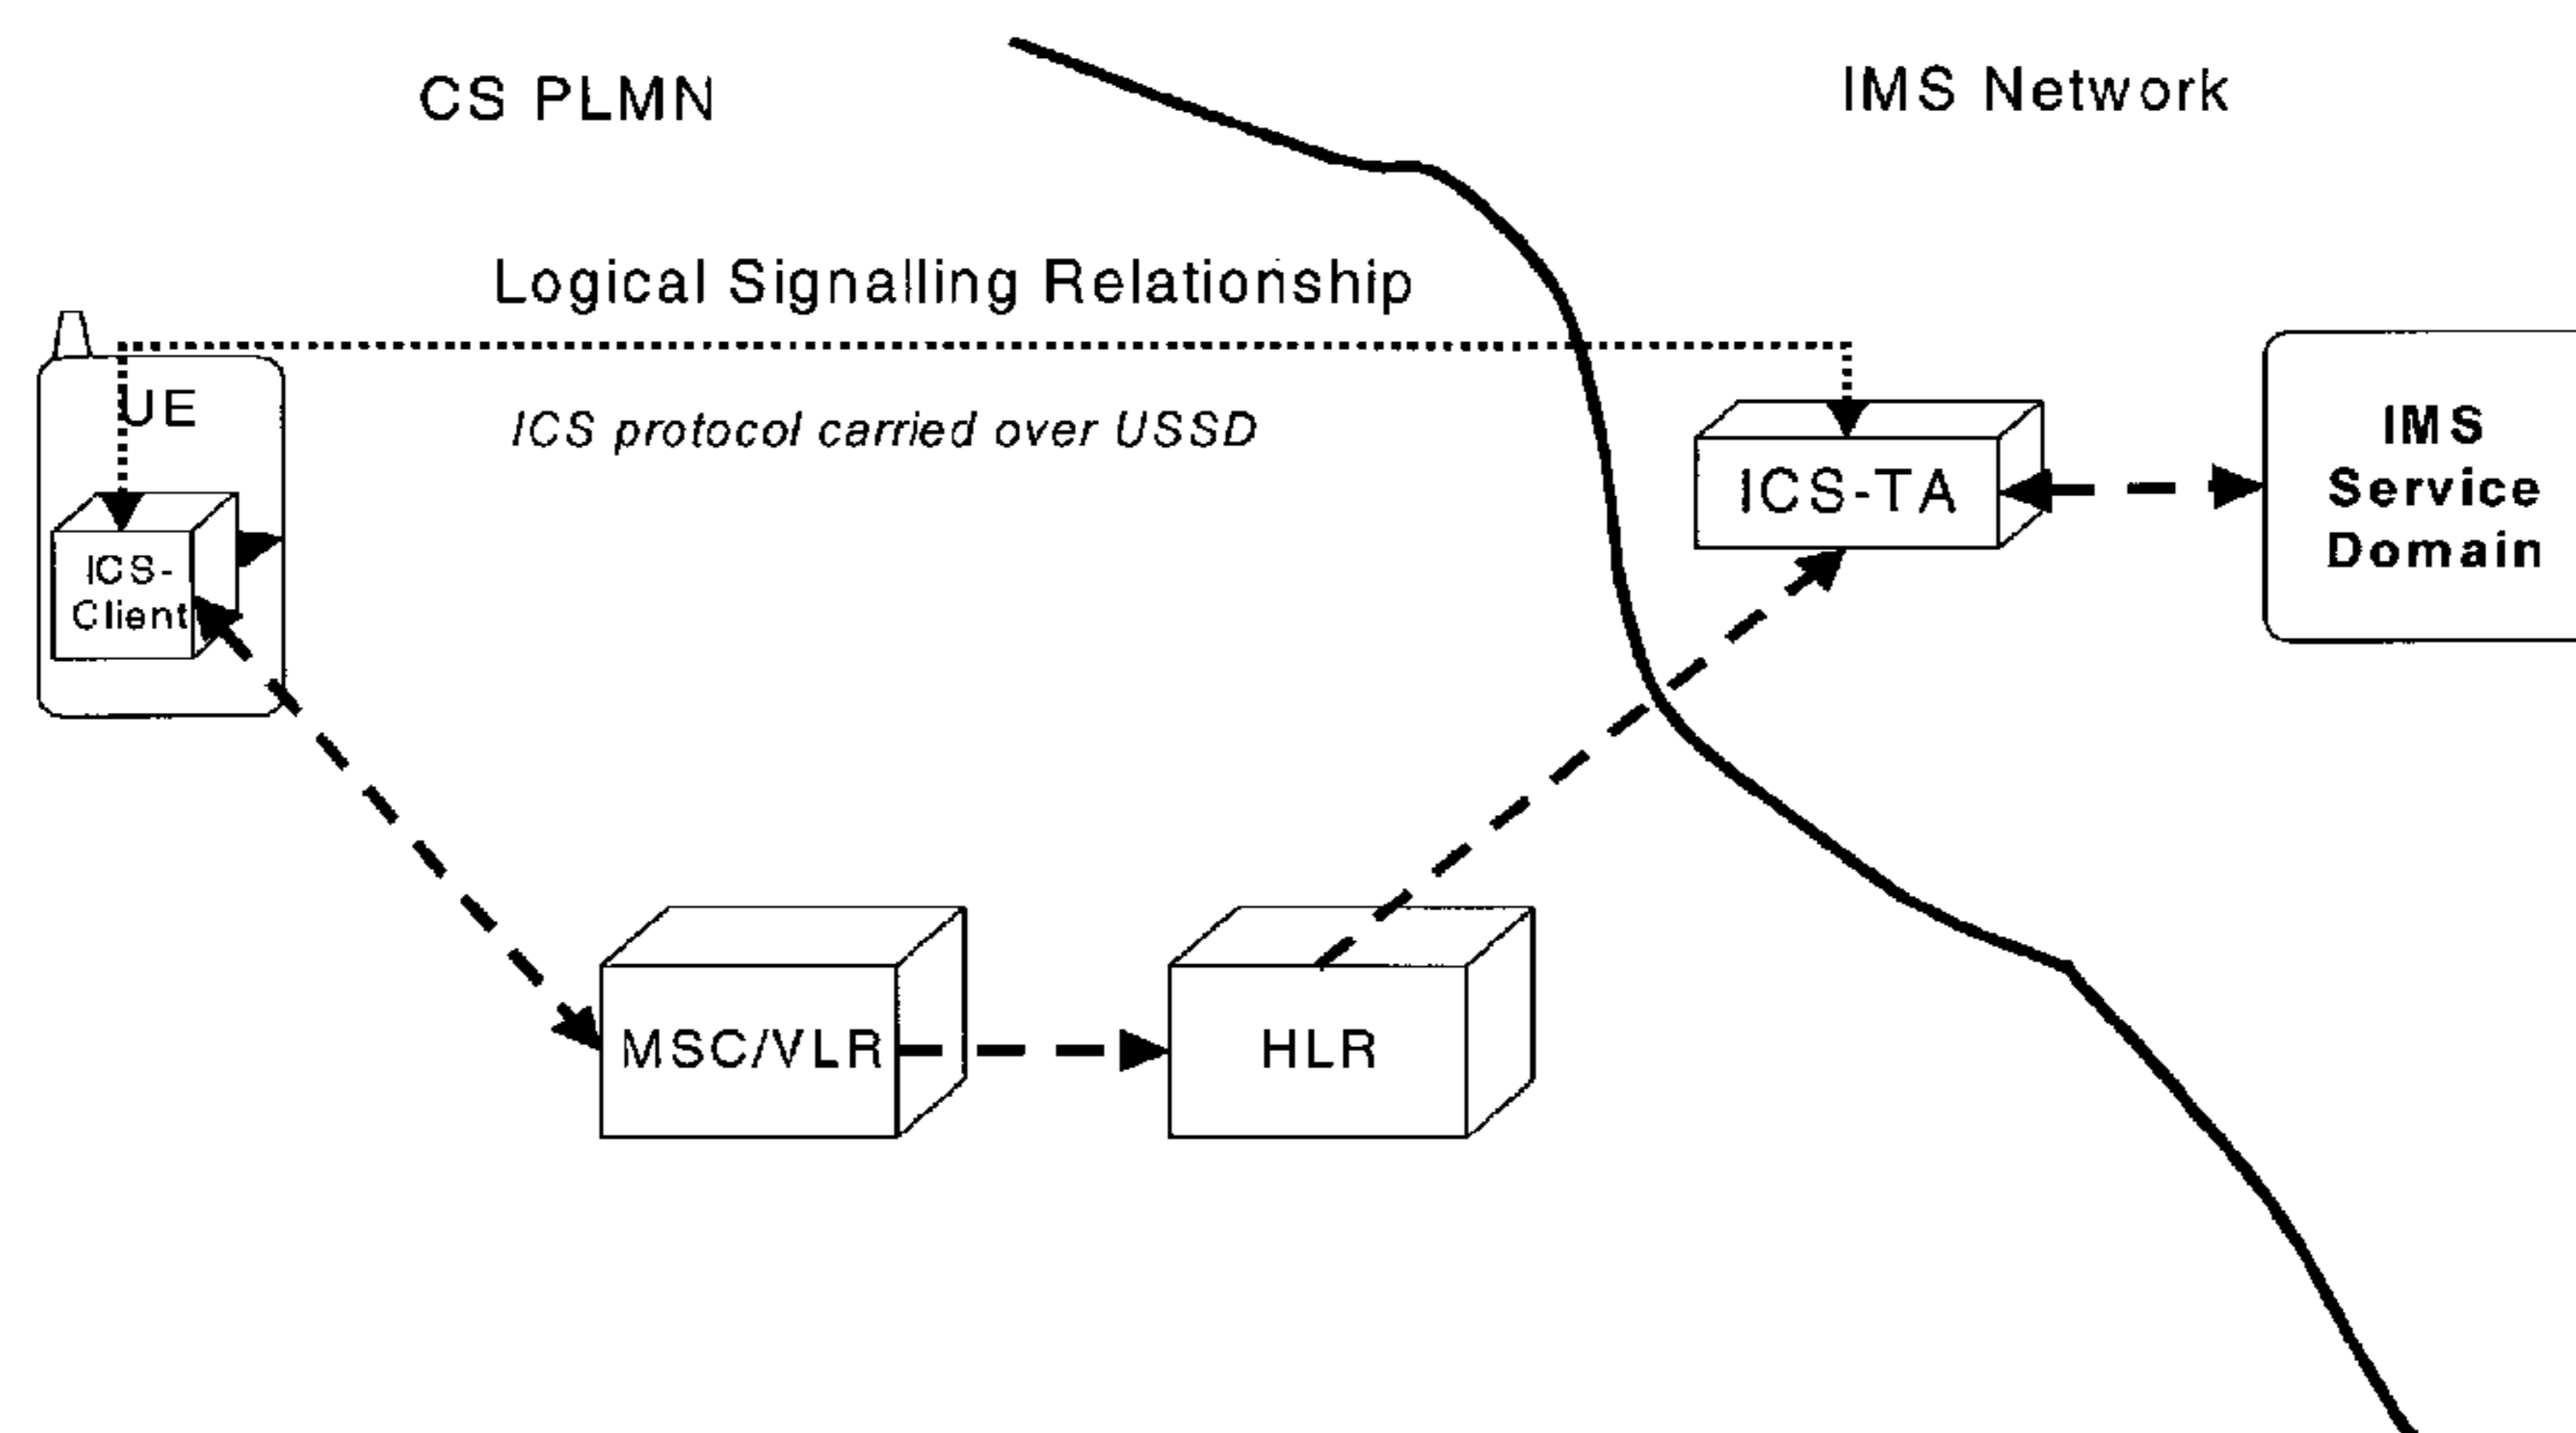 CS PLMN
IMS Network
Logical Signalling Relationship
UE
ICS protocol carried over USSD
ICS-TA
IMS
Service
Domain
ICS-
Client
MSC/VLR
HLR